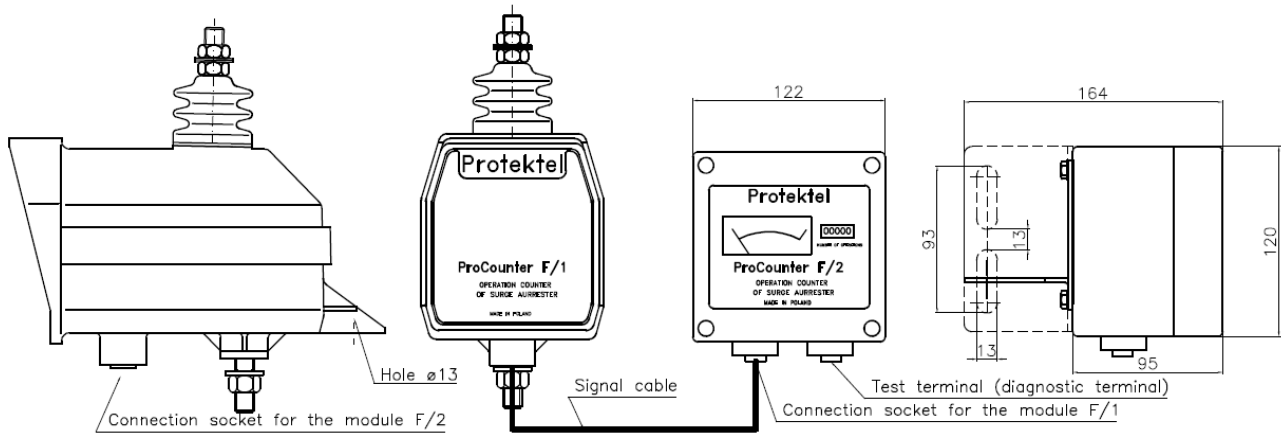 Hole ø13
Connection socket for the module F/2
Protektel
ProCounter F/1
OPERATION COUNTER
OF SURGE AURRESTER
MADE IN POLAND
Signal cable
122
Protektel
00000
NUMBER OF OPERATIONS
ProCounter F/2
OPERATION COUNTER
OF SURGE AURRESTER
MADE IN POLAND
Test terminal (diagnostic terminal)
Connection socket for the module F/1
164
93
13
120
13
95